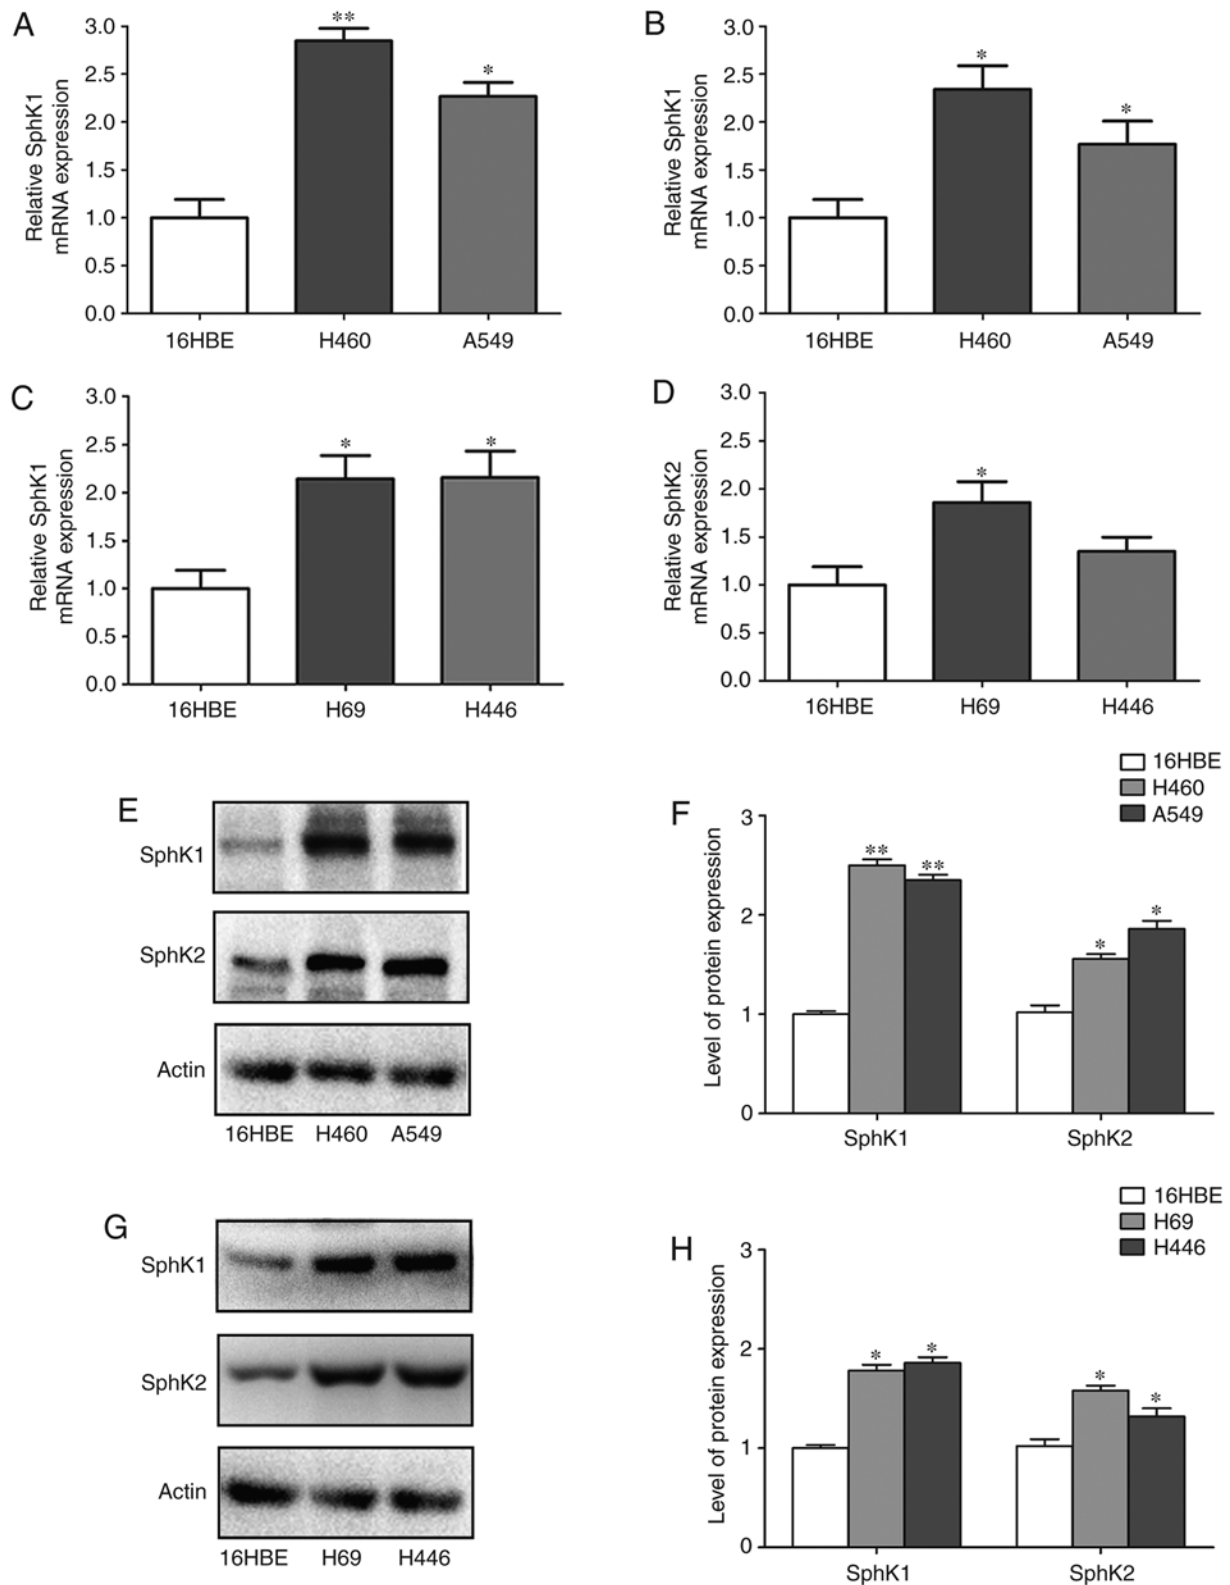 A
Relative SphK1
mRNA expression
3.0
2.5
2.0
1.5
1.0
0.5
0.0
**
*
16HBE H460 A549
B
Relative SphK1
mRNA expression
3.0
2.5
2.0
1.5
1.0
0.5
0.0
*
*
16HBE H460 A549
C
Relative SphK1
mRNA expression
3.0
2.5
2.0
1.5
1.0
0.5
0.0
* *
16HBE H69 H446
D
Relative SphK2
mRNA expression
3.0
2.5
2.0
1.5
1.0
0.5
0.0
*
16HBE H69 H446
E
SphK1
SphK2
Actin
16HBE H460 A549
F
16HBE
H460
A549
Level of protein expression
3
2
1
0
** **
* *
SphK1 SphK2
G
SphK1
SphK2
Actin
16HBE H69 H446
H
16HBE
H69
H446
Level of protein expression
3
2
1
0
* *
* *
SphK1 SphK2